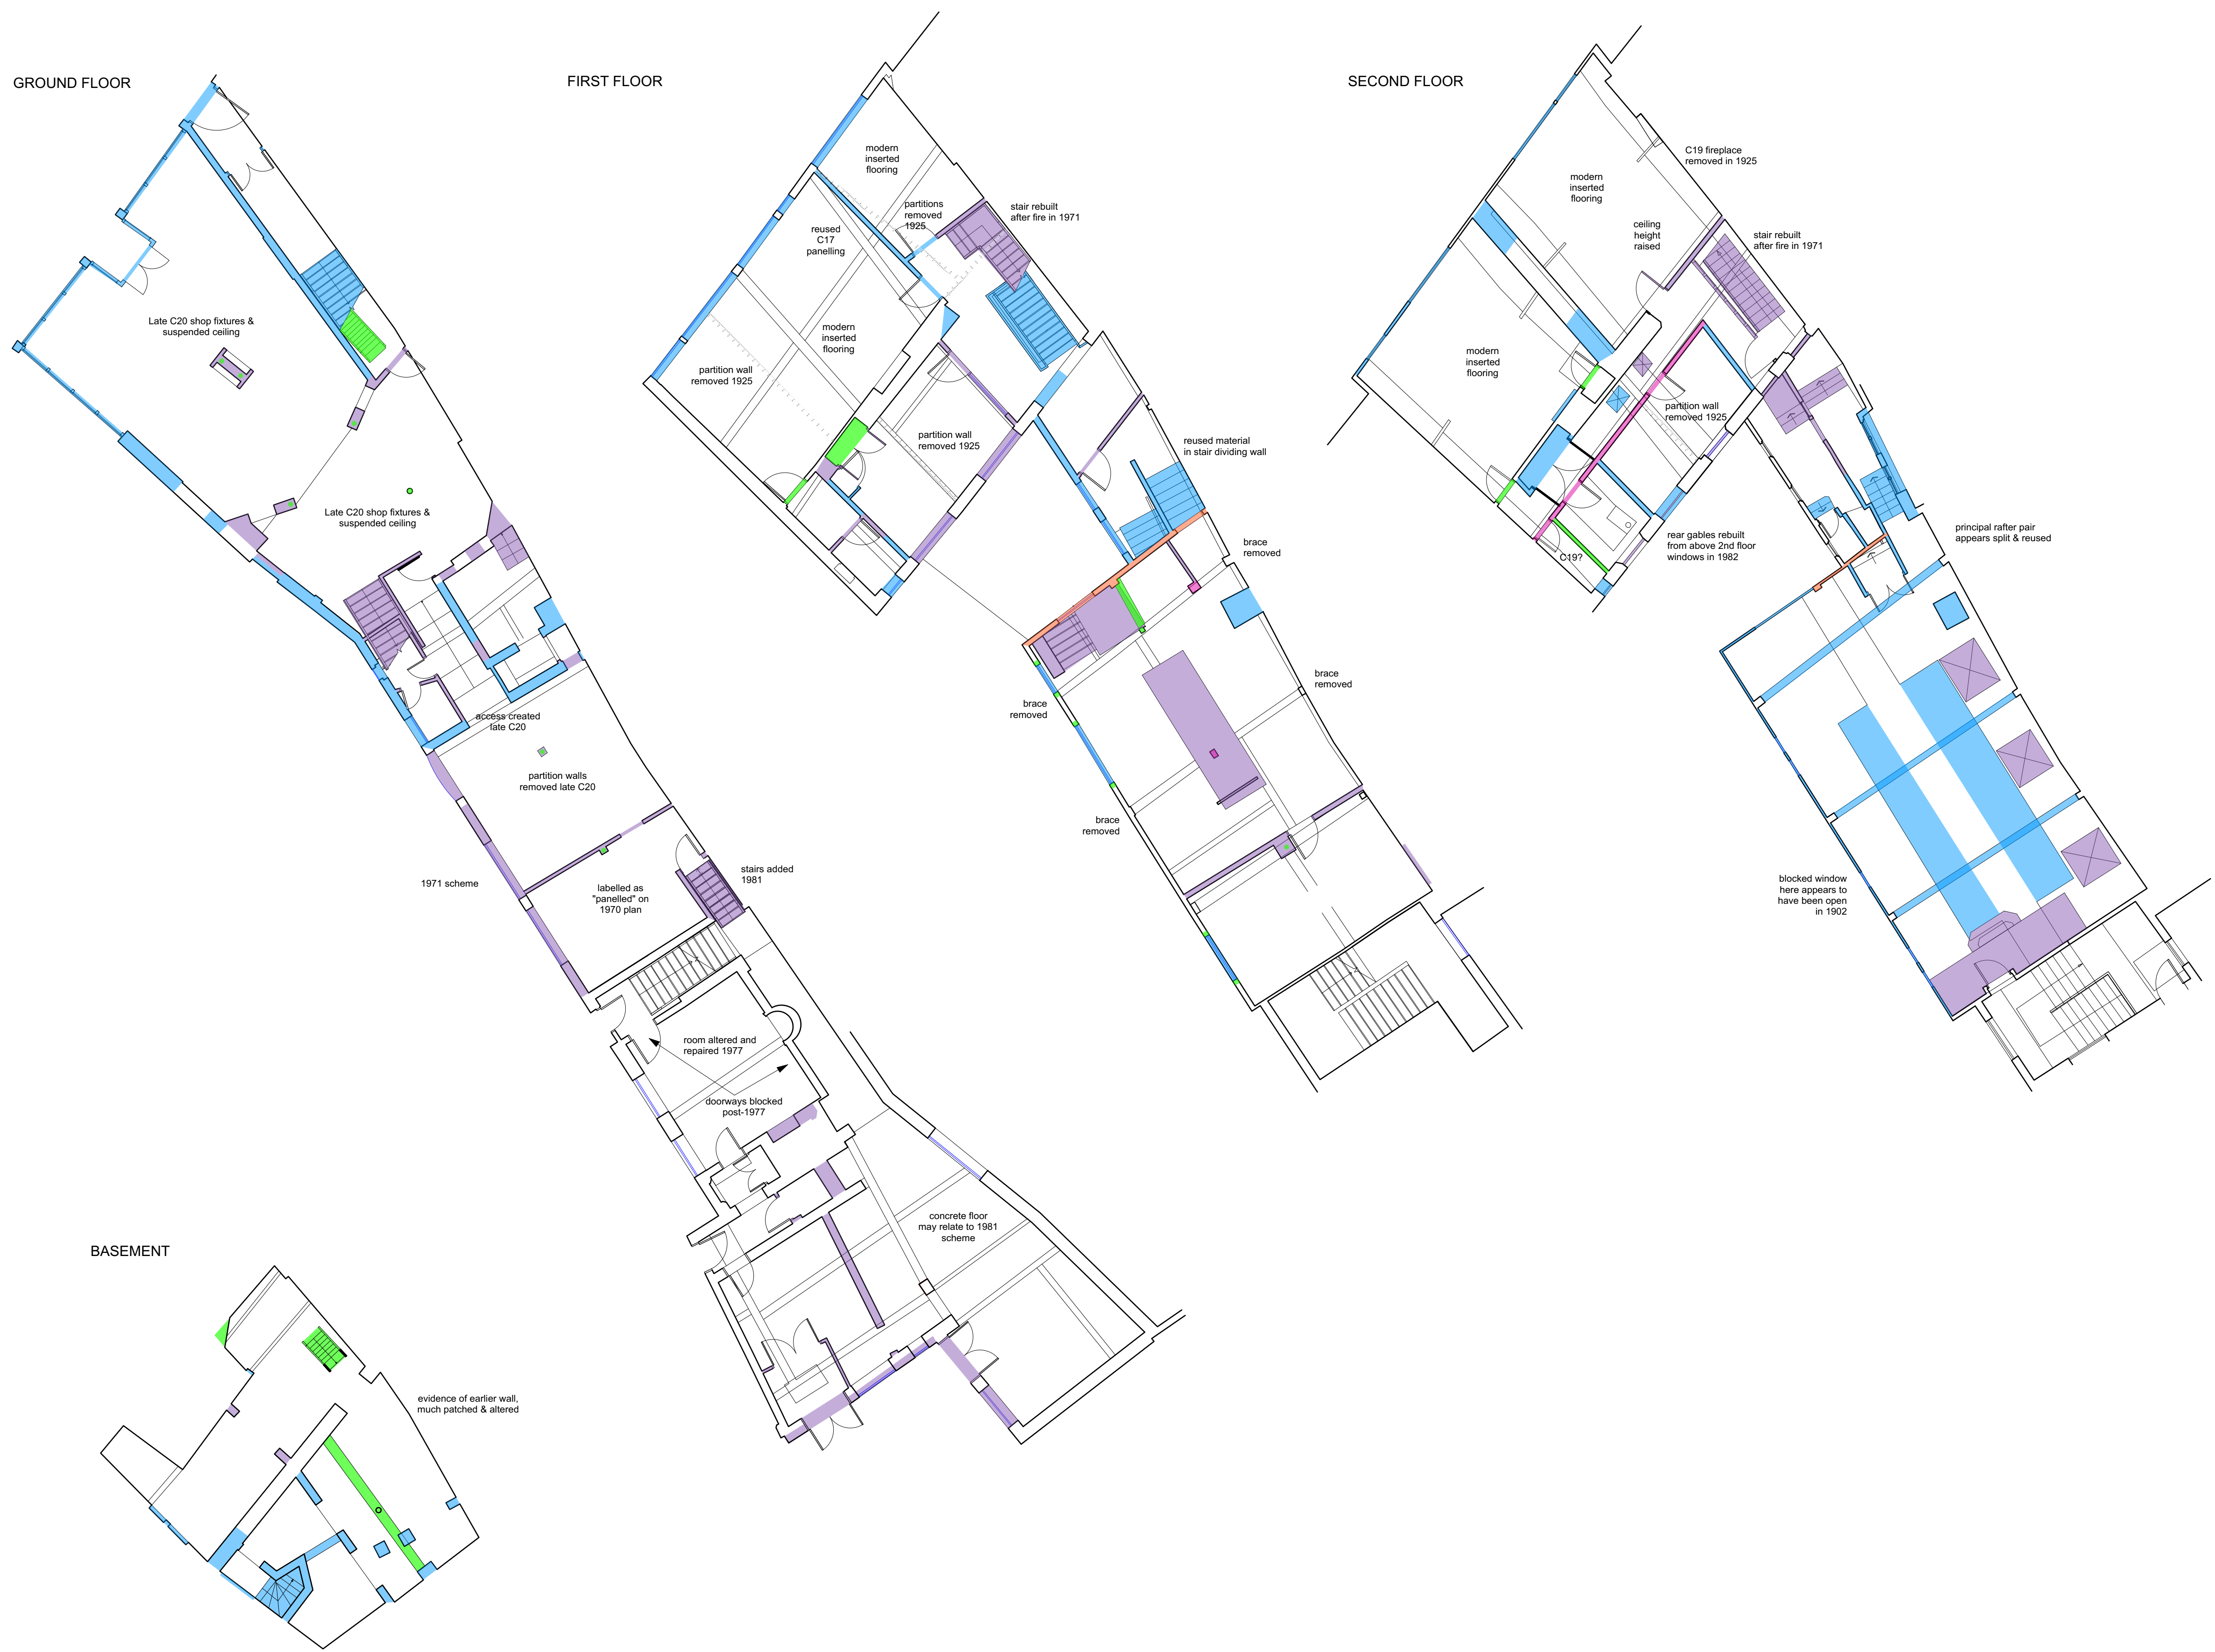 GROUND FLOOR
Late C20 shop fixtures &
suspended ceiling
Late C20 shop fixtures &
suspended ceiling
access created
late C20
partition walls
removed late C20
1971 scheme
labelled as
"panelled" on
1970 plan
stairs added
1981
room altered and
repaired 1977
doorways blocked
post-1977
concrete floor
may relate to 1981
scheme
FIRST FLOOR
modern
inserted
flooring
partitions
removed
1925
stair rebuilt
after fire in 1971
reused
C17
panelling
modern
inserted
flooring
partition wall
removed 1925
partition wall
removed 1925
reused material
in stair dividing wall
brace
removed
brace
removed
brace
removed
brace
removed
SECOND FLOOR
C19 fireplace
removed in 1925
modern
inserted
flooring
ceiling
height
raised
stair rebuilt
after fire in 1971
modern
inserted
flooring
partition wall
removed 1925
rear gables rebuilt
from above 2nd floor
windows in 1982
C19?
principal rafter pair
appears split & reused
blocked window
here appears to
have been open
in 1902
BASEMENT
evidence of earlier wall,
much patched & altered